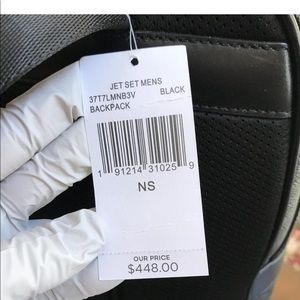 JET SET MENS
37T7LMNB3V BLACK
BACKPACK
1 91214 31025 9
NS
OUR PRICE
$448.00